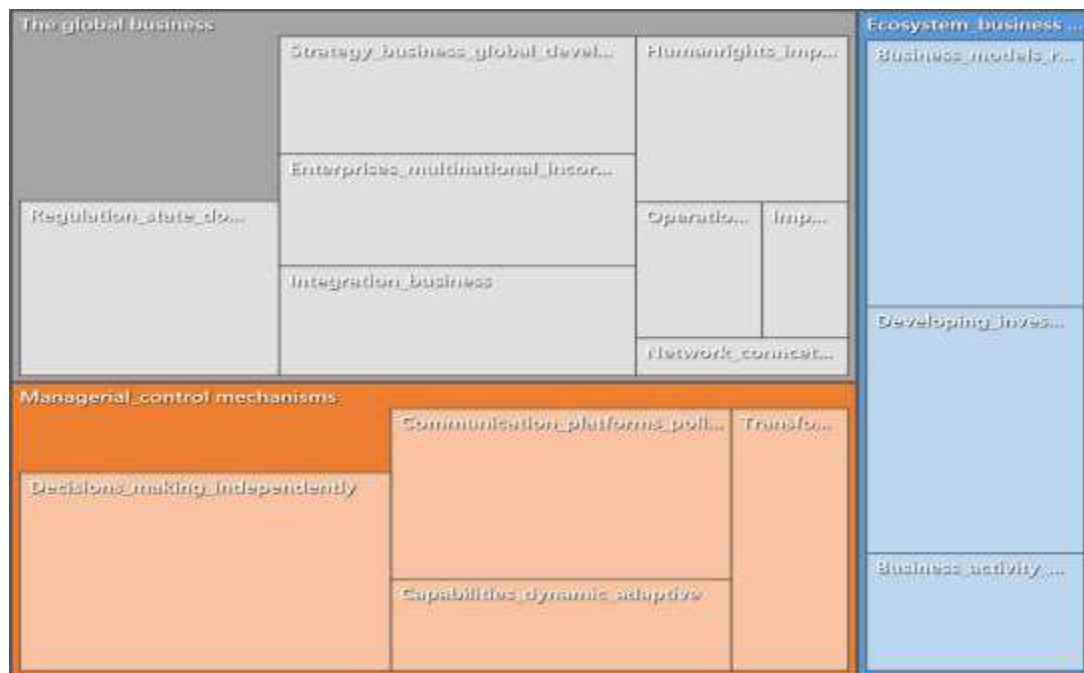 The global business
Strategy_business_global_devel...
Humanrights_imp...
Enterprises_multinational_incor...
Regulation_state_do...
Operatio...
Imp...
Integration_business
Network_conncet...
Managerial_control mechanisms
Communication_platforms_poli...
Transfo...
Decisions_making_independently
Capabilities_dynamic_adaptive
Ecosystem_business ...
Business_models_r...
Developing_inves...
Business_activity_...